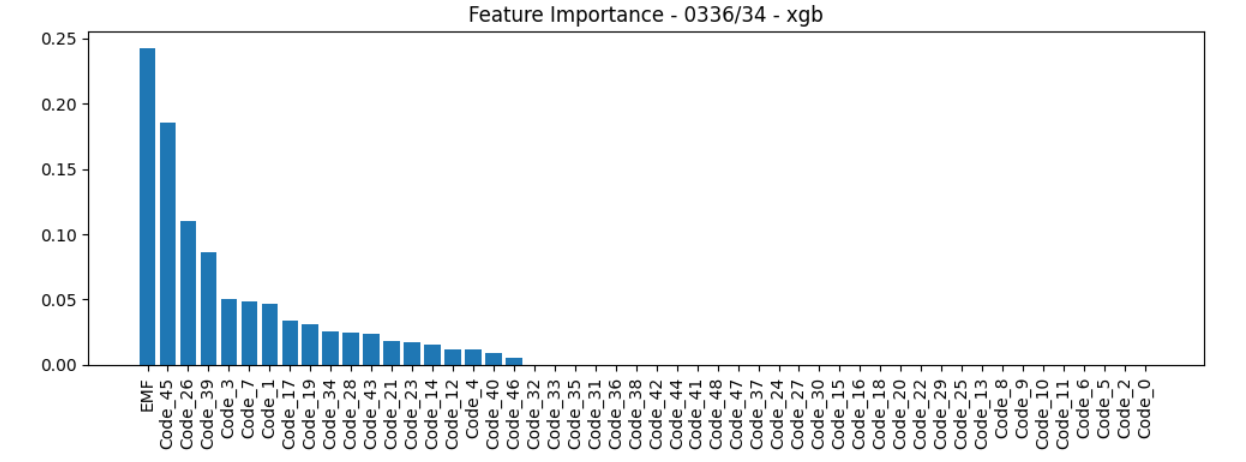 Feature Importance - 0336/34 - xgb
0.25
0.20
0.15
0.10
0.05
0.00
EMF
Code_45
Code_26
Code_39
Code_3
Code_7
Code_1
Code_17
Code_19
Code_34
Code_28
Code_43
Code_21
Code_23
Code_14
Code_12
Code_4
Code_40
Code_46
Code_32
Code_33
Code_35
Code_31
Code_36
Code_38
Code_42
Code_44
Code_41
Code_48
Code_47
Code_37
Code_24
Code_27
Code_30
Code_15
Code_16
Code_18
Code_20
Code_22
Code_29
Code_25
Code_13
Code_8
Code_9
Code_10
Code_11
Code_6
Code_5
Code_2
Code_0